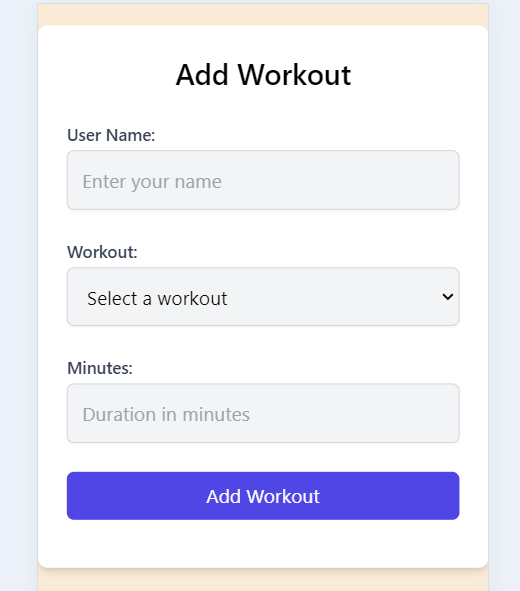 Add Workout
User Name:
Enter your name
Workout:
Select a workout
Minutes:
Duration in minutes
Add Workout